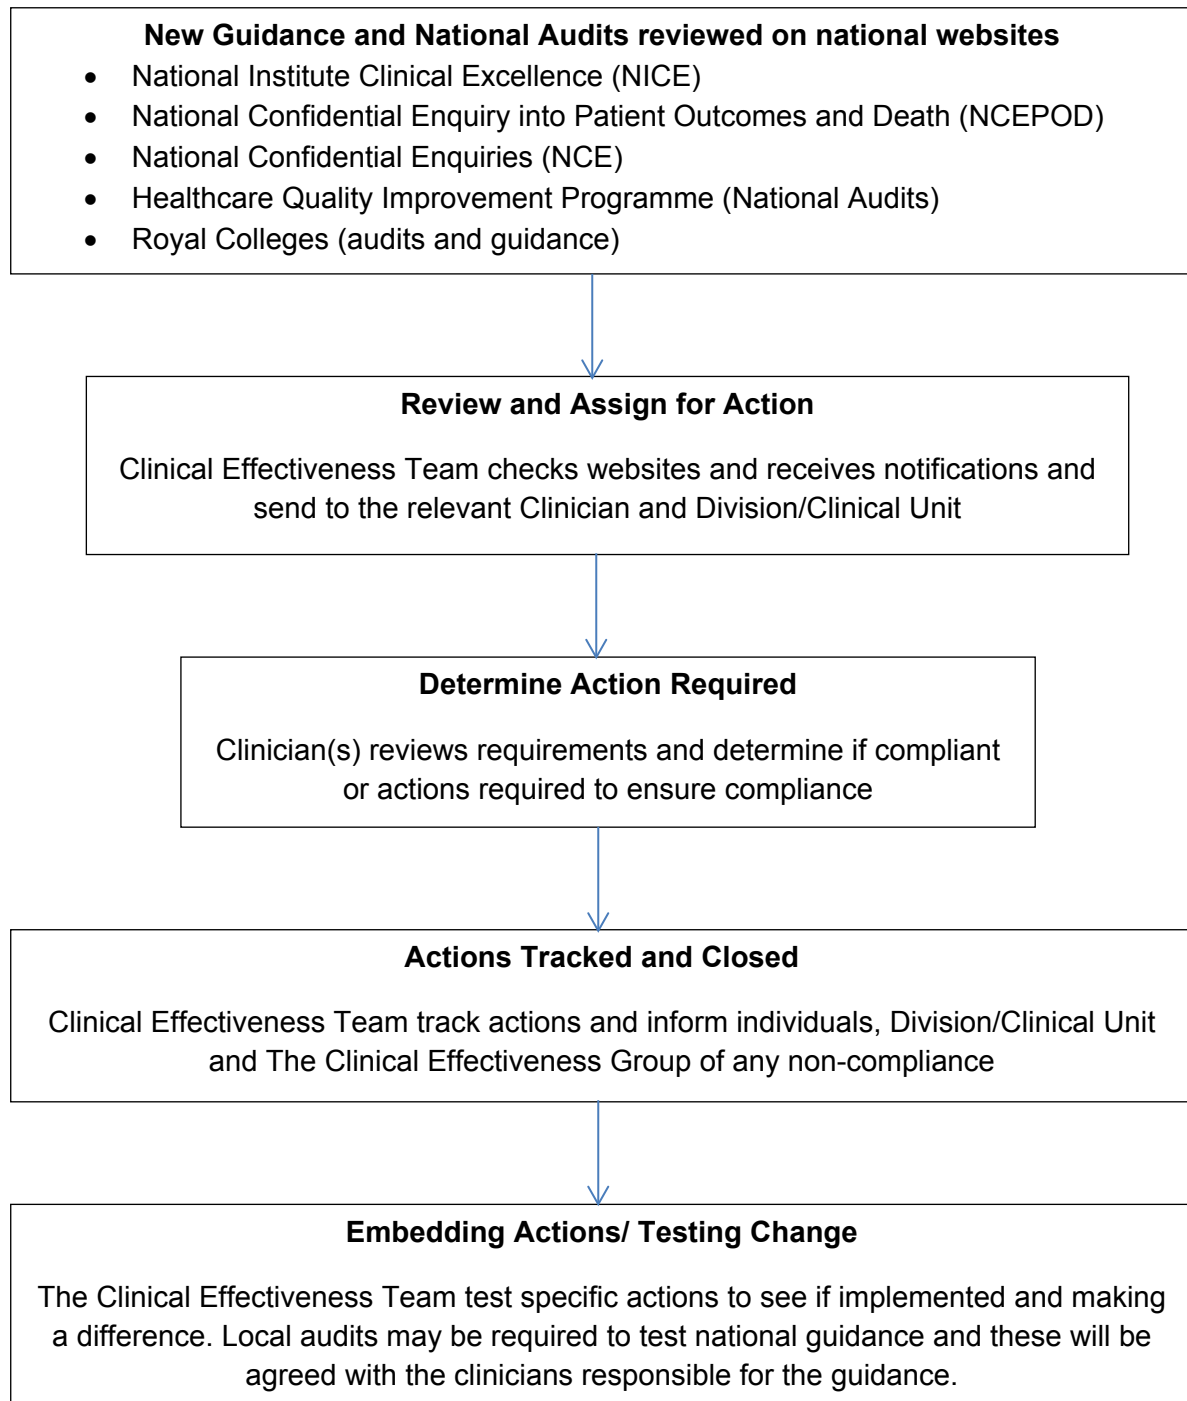 New Guidance and National Audits reviewed on national websites
• National Institute Clinical Excellence (NICE)
• National Confidential Enquiry into Patient Outcomes and Death (NCEPOD)
• National Confidential Enquiries (NCE)
• Healthcare Quality Improvement Programme (National Audits)
• Royal Colleges (audits and guidance)
Review and Assign for Action
Clinical Effectiveness Team checks websites and receives notifications and
send to the relevant Clinician and Division/Clinical Unit
Determine Action Required
Clinician(s) reviews requirements and determine if compliant
or actions required to ensure compliance
Actions Tracked and Closed
Clinical Effectiveness Team track actions and inform individuals, Division/Clinical Unit
and The Clinical Effectiveness Group of any non-compliance
Embedding Actions/ Testing Change
The Clinical Effectiveness Team test specific actions to see if implemented and making
a difference. Local audits may be required to test national guidance and these will be
agreed with the clinicians responsible for the guidance.